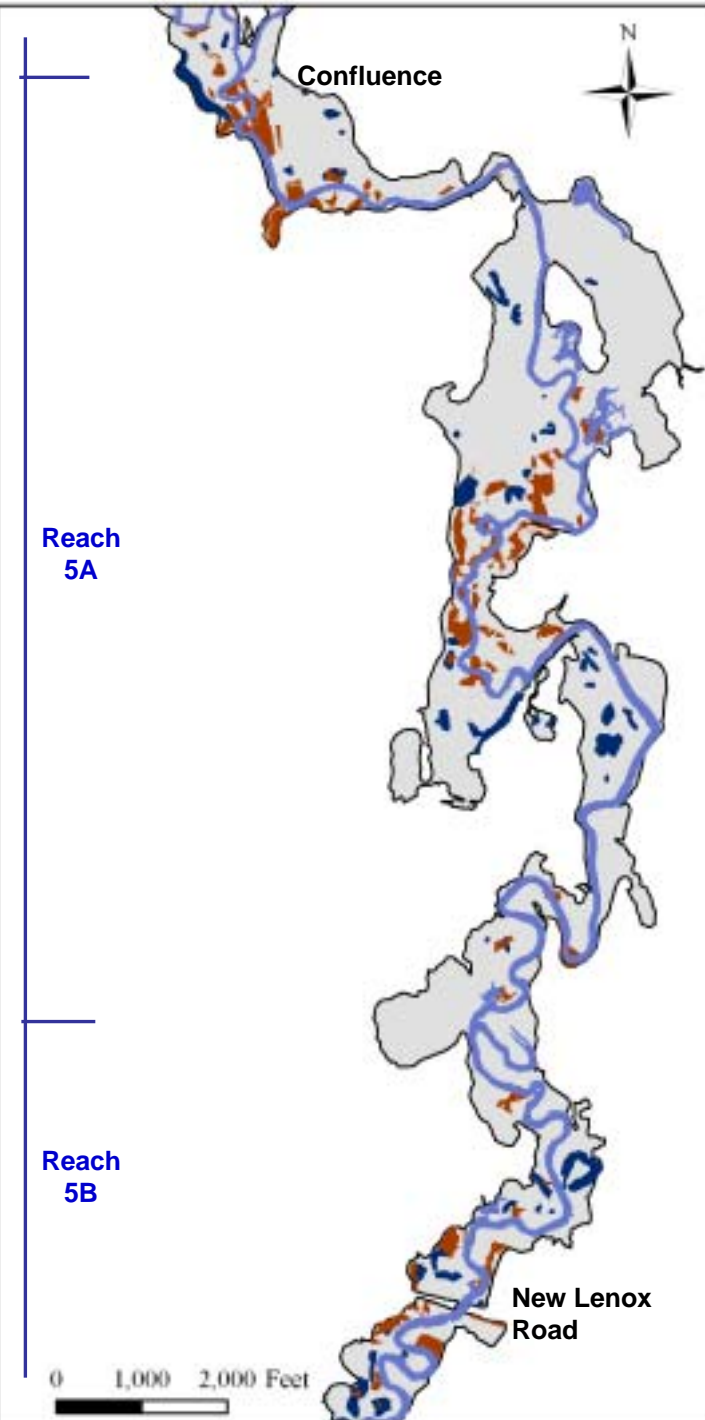 N
Confluence
Reach
5A
Reach
5B
New Lenox
Road
0 1,000 2,000 Feet